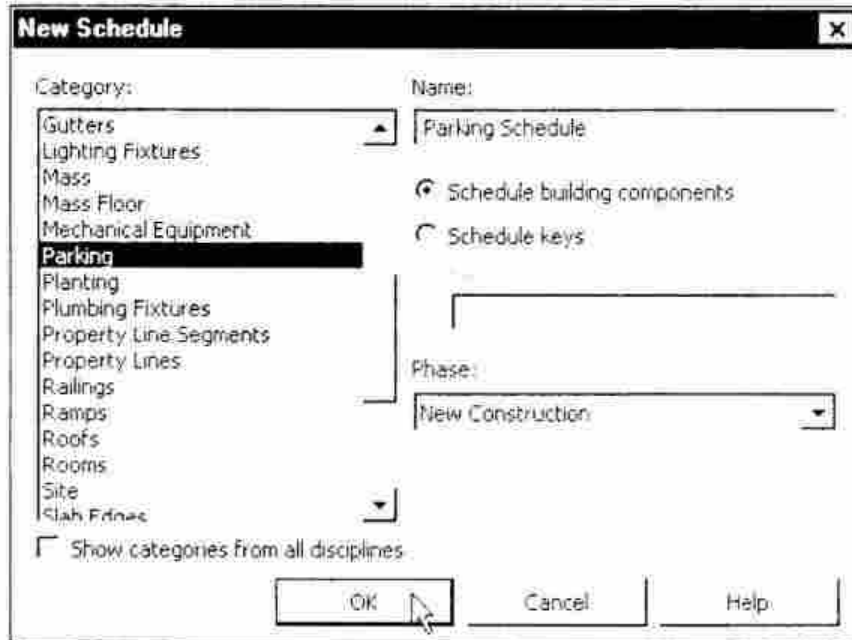 New Schedule
Category:
Gutters
Lighting Fixtures
Mass
Mass Floor
Mechanical Equipment
Parking
Planting
Plumbing Fixtures
Property Line Segments
Property Lines
Railings
Ramps
Roofs
Rooms
Site
Slab Edges
Show categories from all disciplines
Name:
Parking Schedule
Schedule building components
Schedule keys
Phase:
New Construction
OK
Cancel
Help